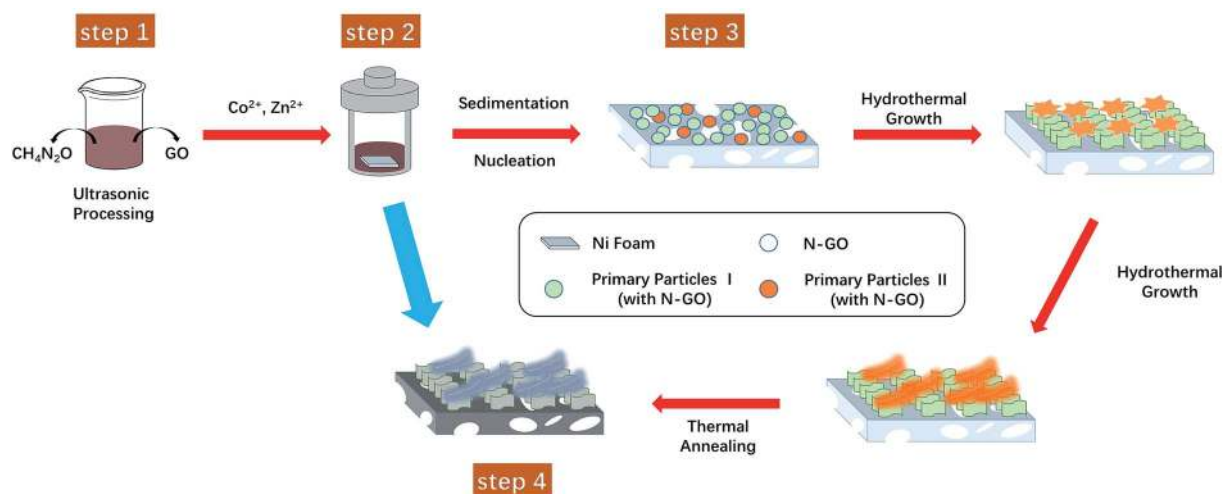 step 1
step 2
step 3
Co²⁺, Zn²⁺
Sedimentation
Nucleation
Hydrothermal
Growth
CH₄N₂O
GO
Ultrasonic
Processing
Ni Foam
N-GO
Primary Particles I
(with N-GO)
Primary Particles II
(with N-GO)
Hydrothermal
Growth
Thermal
Annealing
step 4